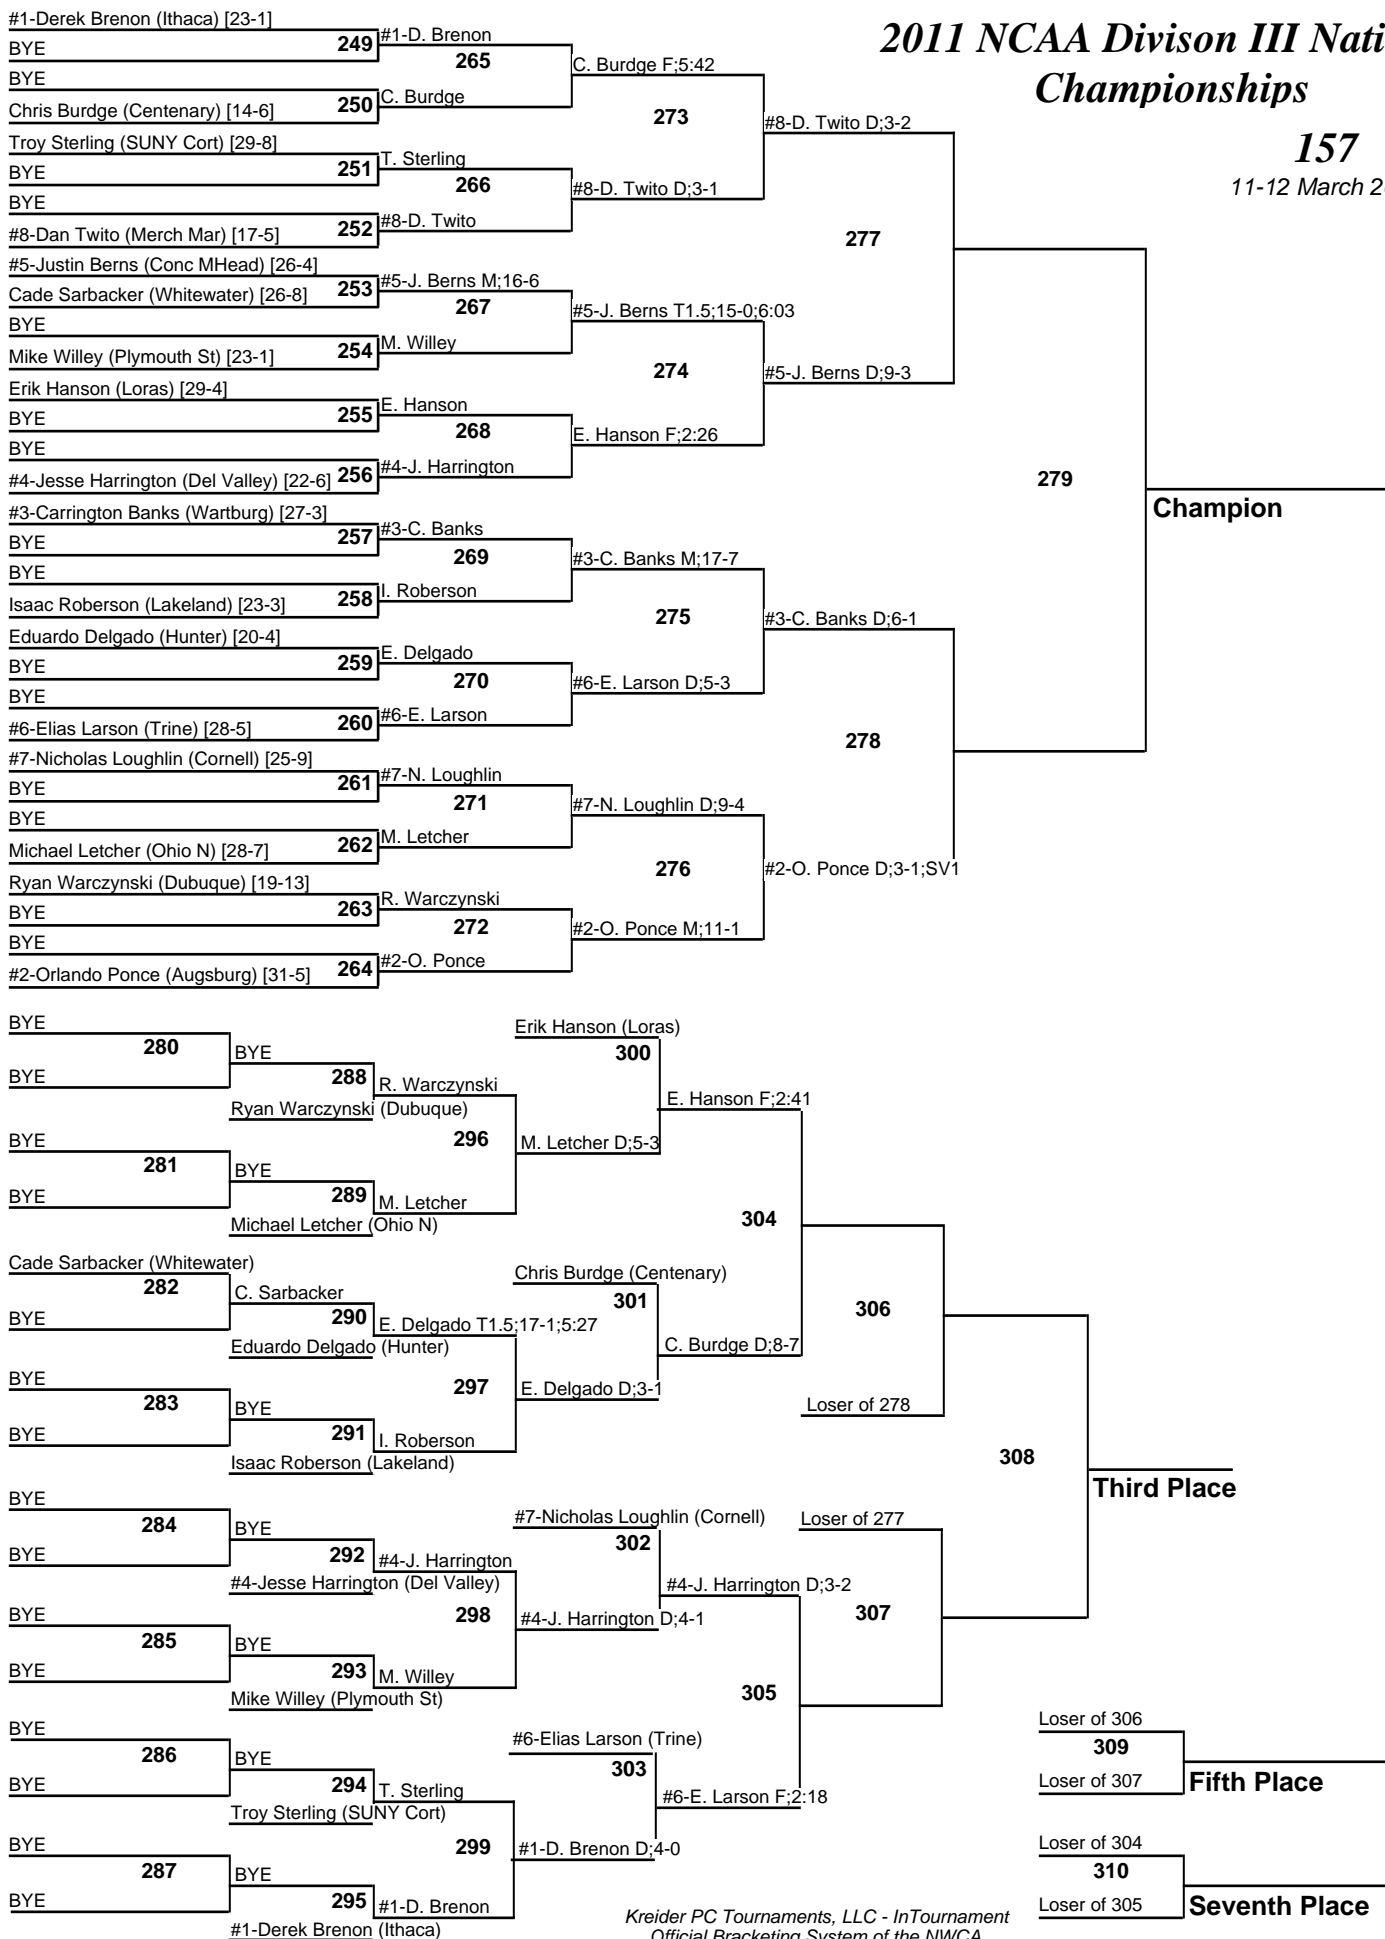 2011 NCAA Divison III Nati
Championships
157
11-12 March 2
#1-Derek Brenon (Ithaca) [23-1]
BYE
249
BYE
Chris Burdge (Centenary) [14-6]
250
Troy Sterling (SUNY Cort) [29-8]
BYE
251
BYE
#8-Dan Twito (Merch Mar) [17-5]
252
#5-Justin Berns (Conc MHead) [26-4]
Cade Sarbacker (Whitewater) [26-8]
253
BYE
Mike Willey (Plymouth St) [23-1]
254
Erik Hanson (Loras) [29-4]
BYE
255
BYE
#4-Jesse Harrington (Del Valley) [22-6]
256
#3-Carrington Banks (Wartburg) [27-3]
BYE
257
BYE
Isaac Roberson (Lakeland) [23-3]
258
Eduardo Delgado (Hunter) [20-4]
BYE
259
BYE
#6-Elias Larson (Trine) [28-5]
260
#7-Nicholas Loughlin (Cornell) [25-9]
BYE
261
BYE
Michael Letcher (Ohio N) [28-7]
262
Ryan Warczynski (Dubuque) [19-13]
BYE
263
BYE
#2-Orlando Ponce (Augsburg) [31-5]
264
#1-D. Brenon
265
C. Burdge
T. Sterling
266
#8-D. Twito
#5-J. Berns M;16-6
267
M. Willey
E. Hanson
268
#4-J. Harrington
#3-C. Banks
269
I. Roberson
E. Delgado
270
#6-E. Larson
#7-N. Loughlin
271
M. Letcher
R. Warczynski
272
#2-O. Ponce
C. Burdge F;5:42
273
#8-D. Twito D;3-1
#5-J. Berns T1.5;15-0;6:03
274
E. Hanson F;2:26
#3-C. Banks M;17-7
275
#6-E. Larson D;5-3
#7-N. Loughlin D;9-4
276
#2-O. Ponce M;11-1
#8-D. Twito D;3-2
277
#5-J. Berns D;9-3
#3-C. Banks D;6-1
278
#2-O. Ponce D;3-1;SV1
279
Champion
BYE
280
BYE
BYE
281
BYE
Cade Sarbacker (Whitewater)
282
BYE
BYE
283
BYE
BYE
284
BYE
BYE
285
BYE
BYE
286
BYE
BYE
287
BYE
BYE
288
Ryan Warczynski (Dubuque)
BYE
289
Michael Letcher (Ohio N)
C. Sarbacker
290
Eduardo Delgado (Hunter)
BYE
291
Isaac Roberson (Lakeland)
BYE
292
#4-Jesse Harrington (Del Valley)
BYE
293
Mike Willey (Plymouth St)
BYE
294
Troy Sterling (SUNY Cort)
BYE
295
#1-Derek Brenon (Ithaca)
R. Warczynski
296
M. Letcher
E. Delgado T1.5;17-1;5:27
297
I. Roberson
#4-J. Harrington
298
M. Willey
T. Sterling
299
#1-D. Brenon
Erik Hanson (Loras)
300
M. Letcher D;5-3
Chris Burdge (Centenary)
301
E. Delgado D;3-1
#7-Nicholas Loughlin (Cornell)
302
#4-J. Harrington D;4-1
#6-Elias Larson (Trine)
303
#1-D. Brenon D;4-0
E. Hanson F;2:41
304
C. Burdge D;8-7
#4-J. Harrington D;3-2
305
#6-E. Larson F;2:18
306
Loser of 278
Loser of 277
307
308
Third Place
Loser of 306
309
Loser of 307
Fifth Place
Loser of 304
310
Loser of 305
Seventh Place
Kreider PC Tournaments, LLC - InTournament
Official Bracketing System of the NWCA